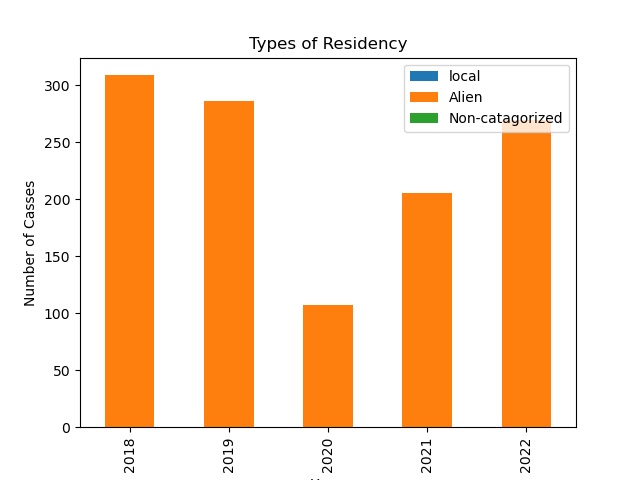 Types of Residency
local
Alien
Non-catagorized
Number of Casses
300
250
200
150
100
50
0
2018
2019
2020
2021
2022